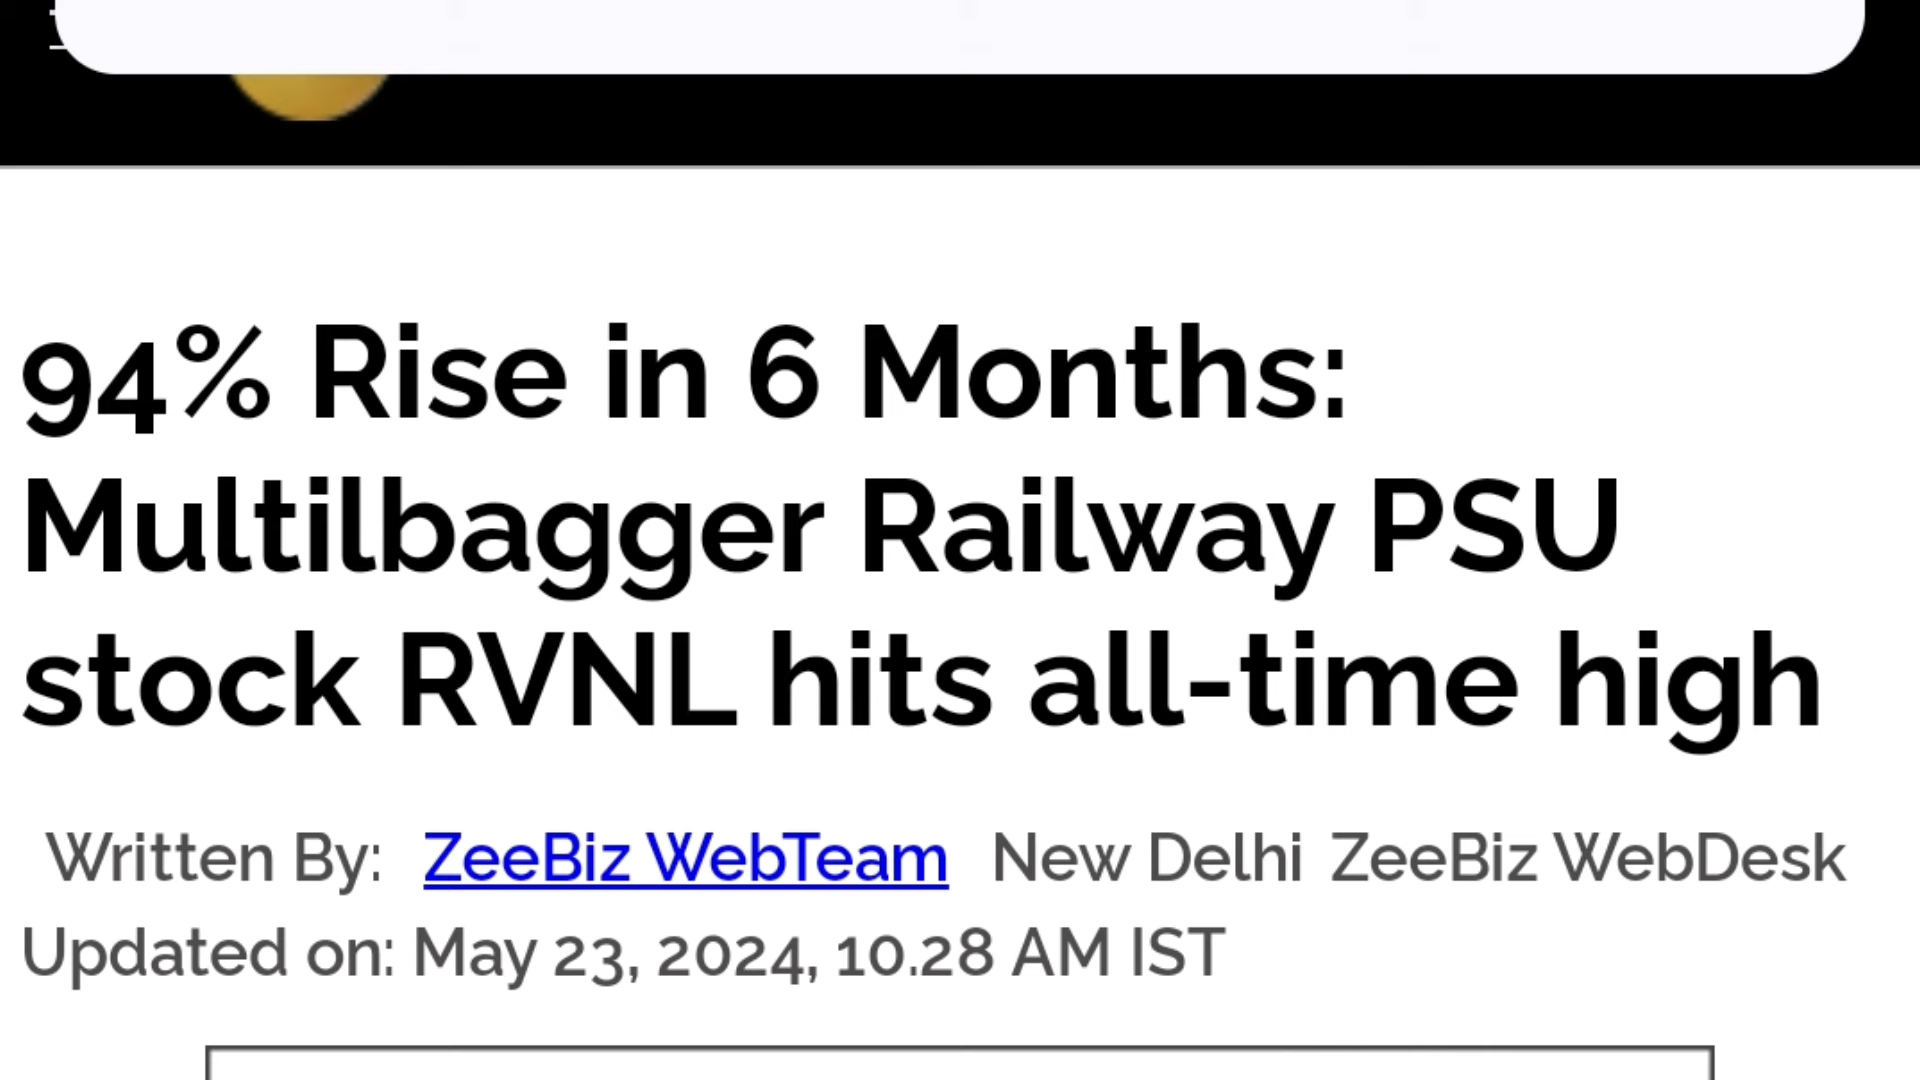 94% Rise in 6 Months:
Multilbagger Railway PSU
stock RVNL hits all-time high
Written By: ZeeBiz WebTeam New Delhi ZeeBiz WebDesk
Updated on: May 23, 2024, 10.28 AM IST